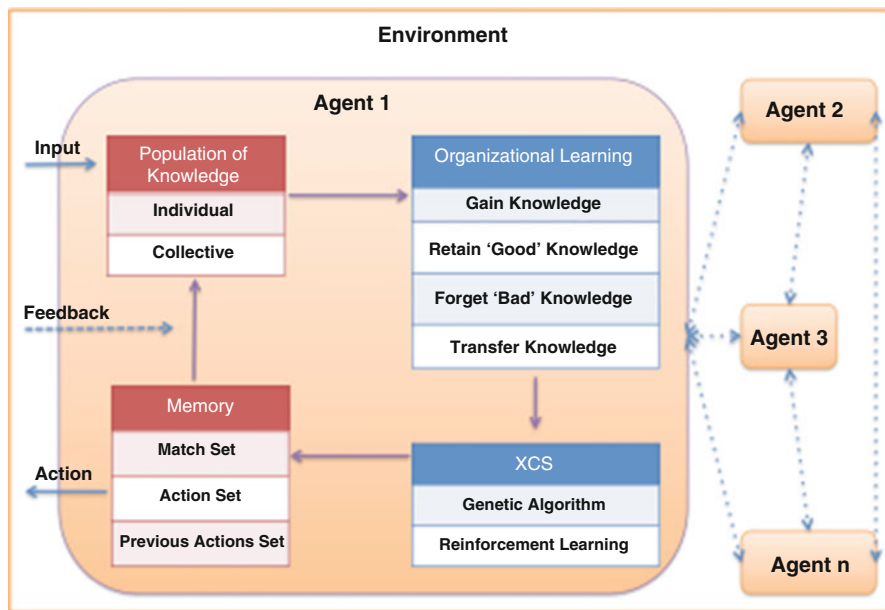 Environment
Agent 1
Input
Population of
Knowledge
Individual
Collective
Organizational Learning
Gain Knowledge
Retain ‘Good’ Knowledge
Forget ‘Bad’ Knowledge
Transfer Knowledge
Feedback
Memory
Match Set
Action Set
Previous Actions Set
Action
XCS
Genetic Algorithm
Reinforcement Learning
Agent 2
Agent 3
Agent n